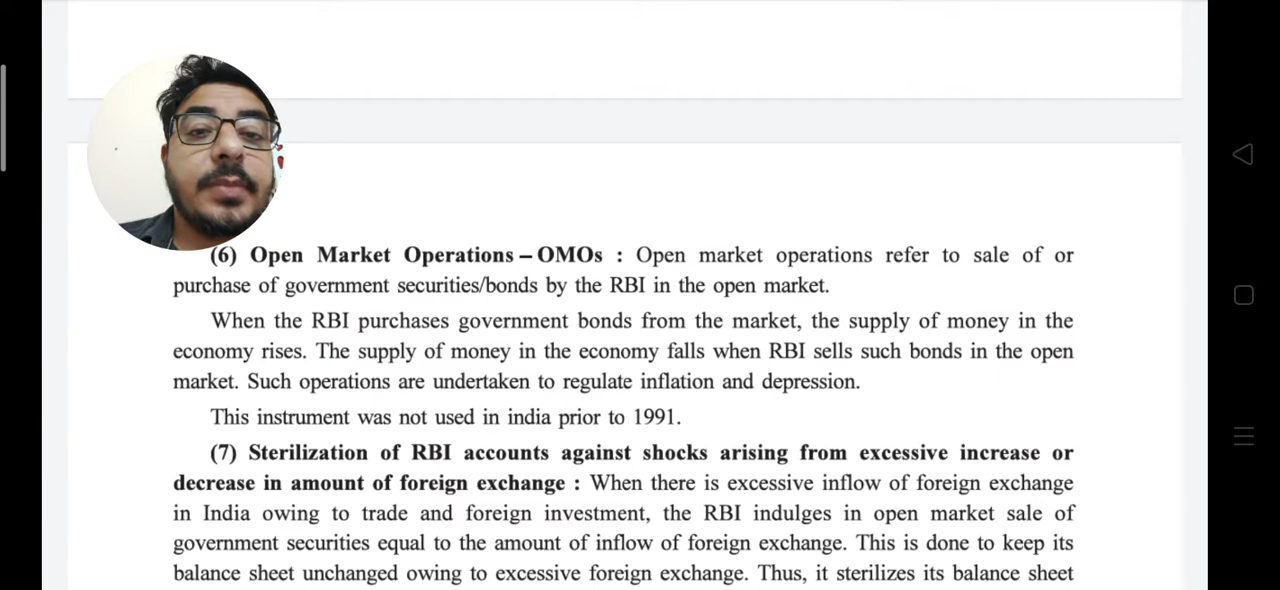 (6) Open Market Operations – OMOs : Open market operations refer to sale of or
purchase of government securities/bonds by the RBI in the open market.
When the RBI purchases government bonds from the market, the supply of money in the
economy rises. The supply of money in the economy falls when RBI sells such bonds in the open
market. Such operations are undertaken to regulate inflation and depression.
This instrument was not used in india prior to 1991.
(7) Sterilization of RBI accounts against shocks arising from excessive increase or
decrease in amount of foreign exchange : When there is excessive inflow of foreign exchange
in India owing to trade and foreign investment, the RBI indulges in open market sale of
government securities equal to the amount of inflow of foreign exchange. This is done to keep its
balance sheet unchanged owing to excessive foreign exchange. Thus, it sterilizes its balance sheet